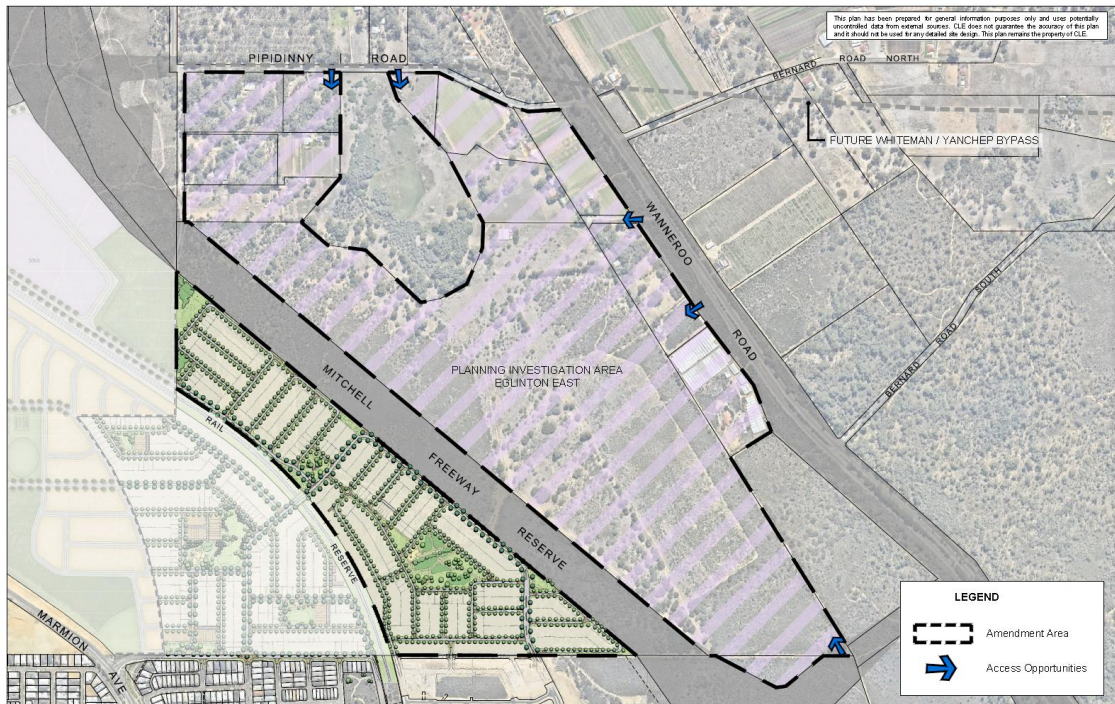 This plan has been prepared for general information purposes only and uses potentially
uncontrolled data from external sources. CLE does not guarantee the accuracy of this plan
and it should not be used for any detailed site design. This plan remains the property of CLE.
PIPIDINNY ROAD
BERNARD ROAD NORTH
FUTURE WHITEMAN / YANCHEP BYPASS
WANNEROO ROAD
BERNARD ROAD SOUTH
PLANNING INVESTIGATION AREA
EGLINTON EAST
MITCHELL FREEWAY RESERVE
RAIL RESERVE
MARMION AVE
LEGEND
Amendment Area
Access Opportunities